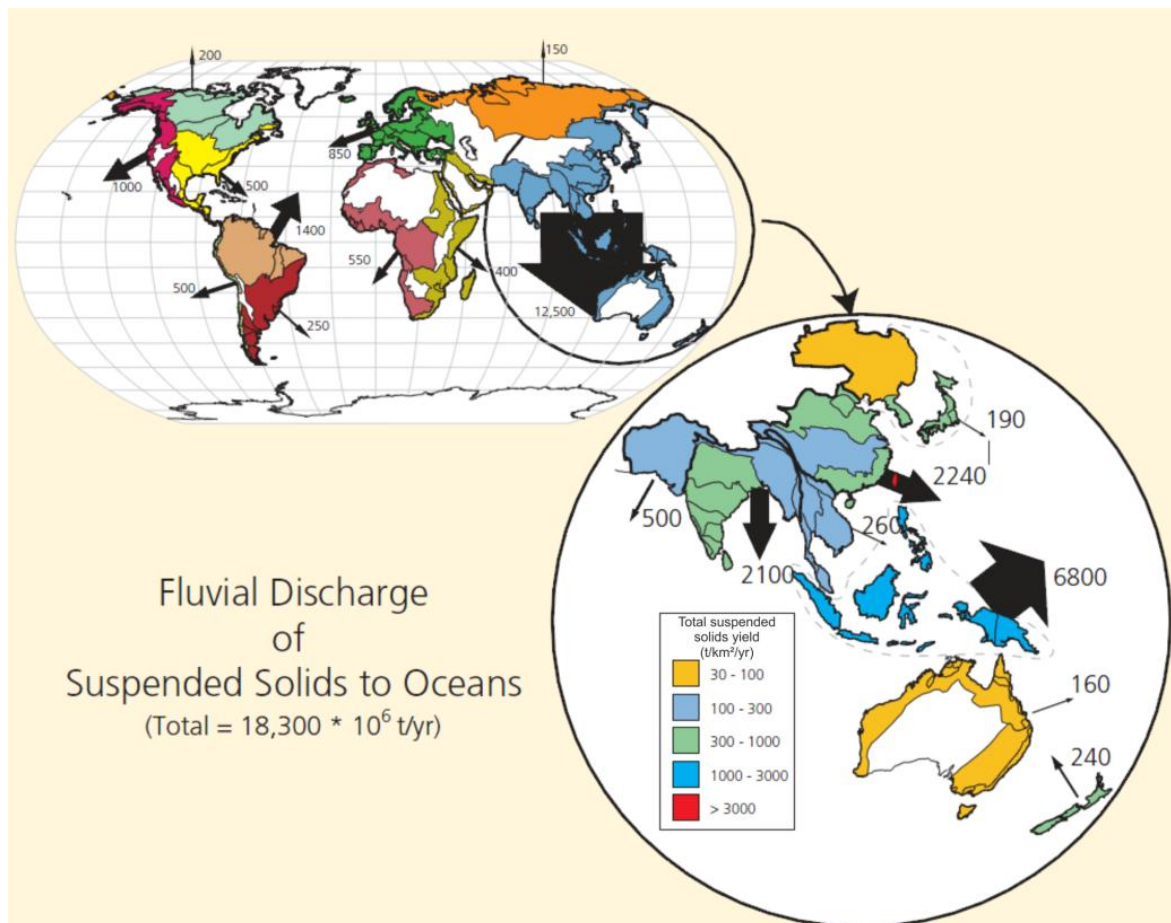 200
150
850
1000
500
1400
550
400
500
12,500
250
190
2240
500
260
2100
6800
Fluvial Discharge
of
Suspended Solids to Oceans
(Total = 18,300 * 10⁶ t/yr)
Total suspended
solids yield
(t/km²/yr)
30 - 100
100 - 300
300 - 1000
1000 - 3000
> 3000
160
240